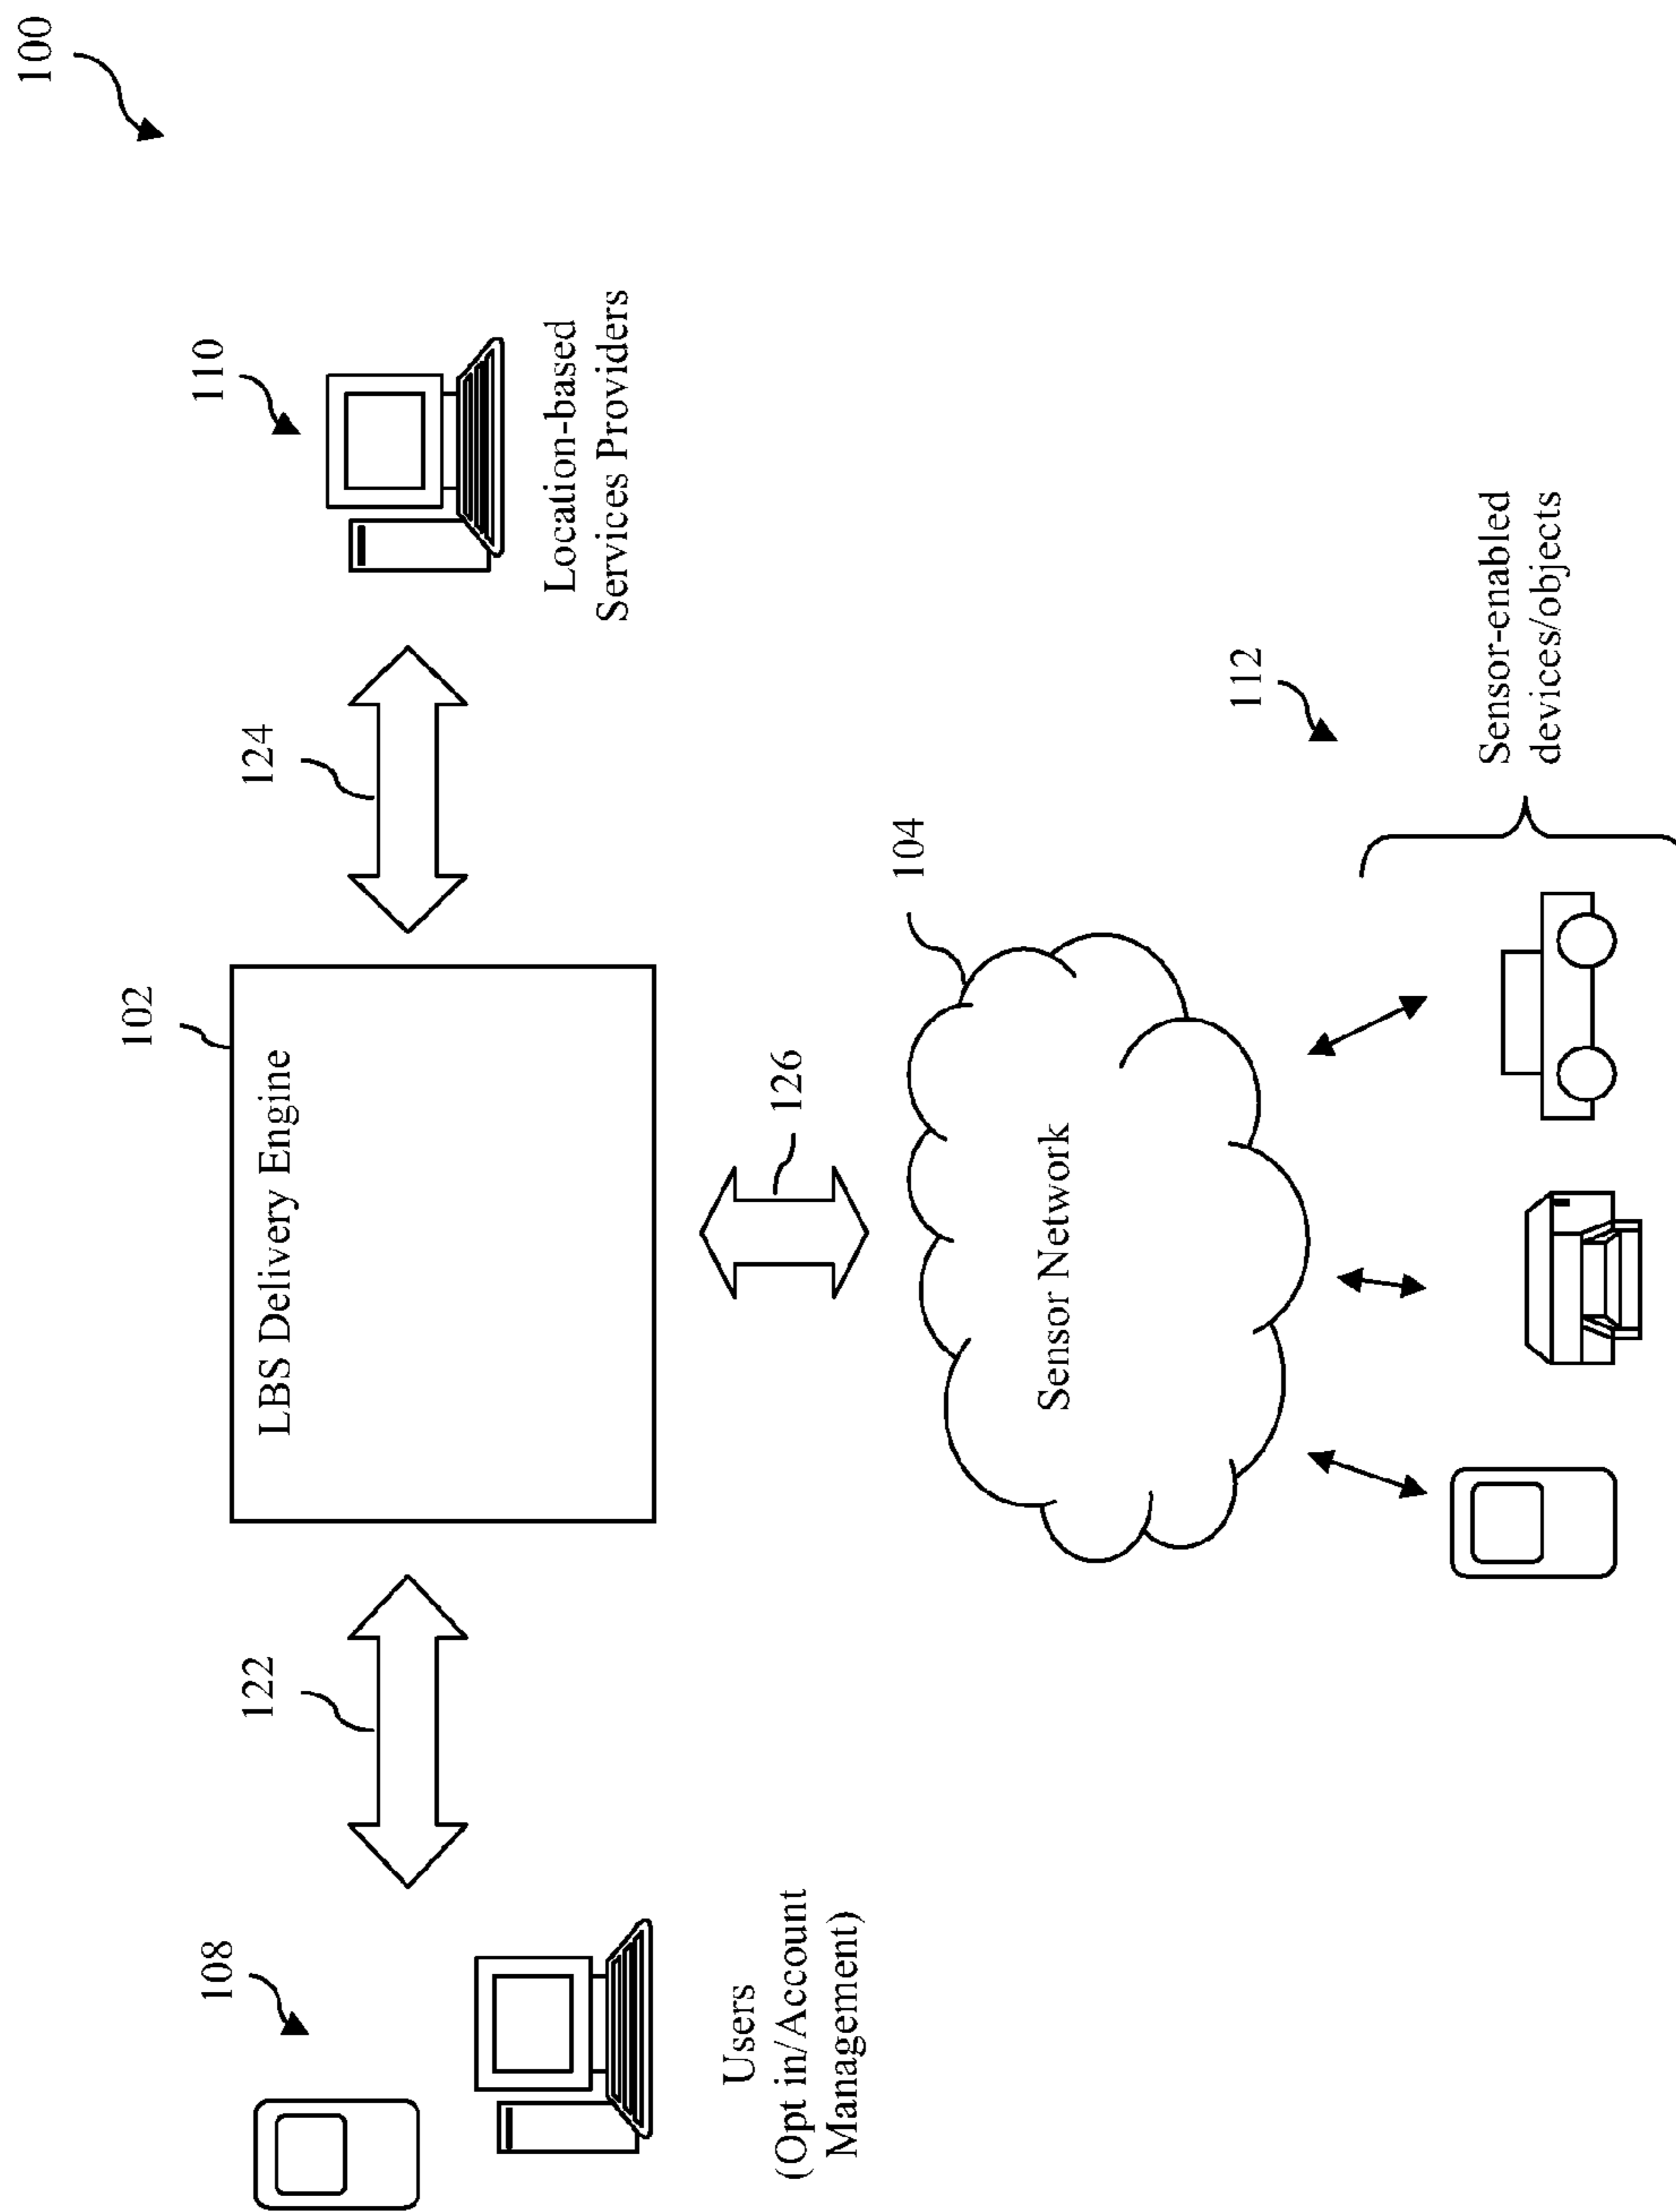 100
102
LBS Delivery Engine
108
122
124
110
Users
(Opt in/Account
Management)
Location-based
Services Providers
126
104
Sensor Network
112
Sensor-enabled
devices/objects